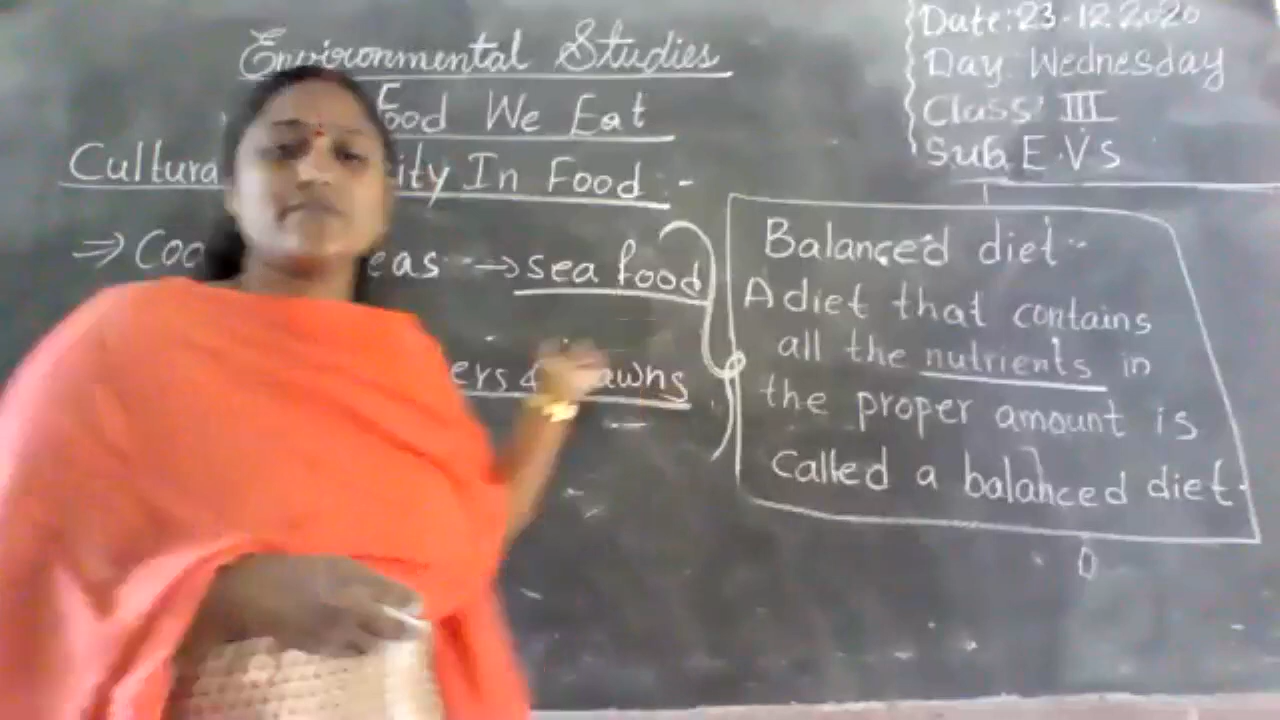 Environmental Studies
Food We Eat
Cultura ity In Food :-
⇒ Coa eas → sea food
ers & awns
Date: 23.12.2020
Day: Wednesday
Class: III
Sub: E.V.s
Balanced diet:-
A diet that contains
all the nutrients in
the proper amount is
called a balanced diet.